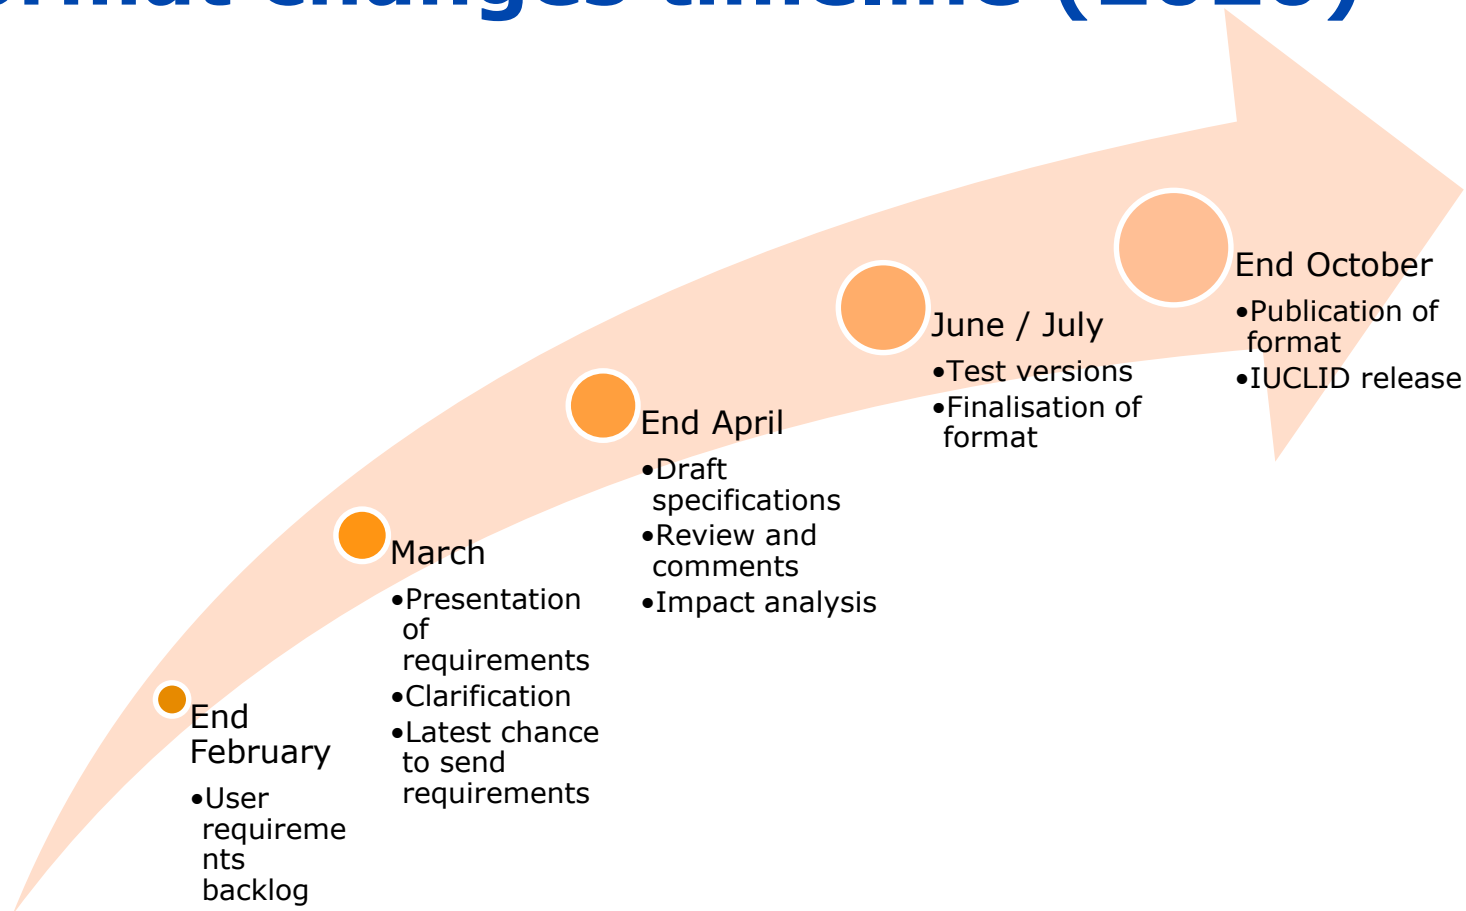 changes timeline
End October
•Publication of
format
•IUCLID release
June / July
•Test versions
•Finalisation of
format
End April
•Draft
specifications
•Review and
comments
•Impact analysis
March
•Presentation
of
requirements
•Clarification
•Latest chance
to send
requirements
End
February
•User
requireme
nts
backlog